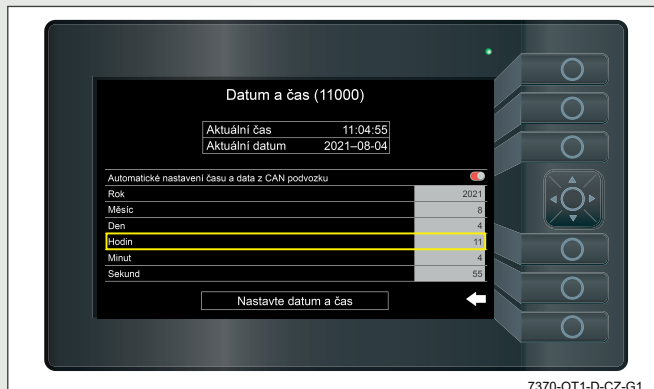 Datum a čas (11000)
Aktuální čas 11:04:55
Aktuální datum 2021–08-04
Automatické nastavení času a data z CAN podvozku
Rok 2021
Měsíc 8
Den 4
Hodin 11
Minut 4
Sekund 55
Nastavte datum a čas
7370-OT1-D-CZ-G1